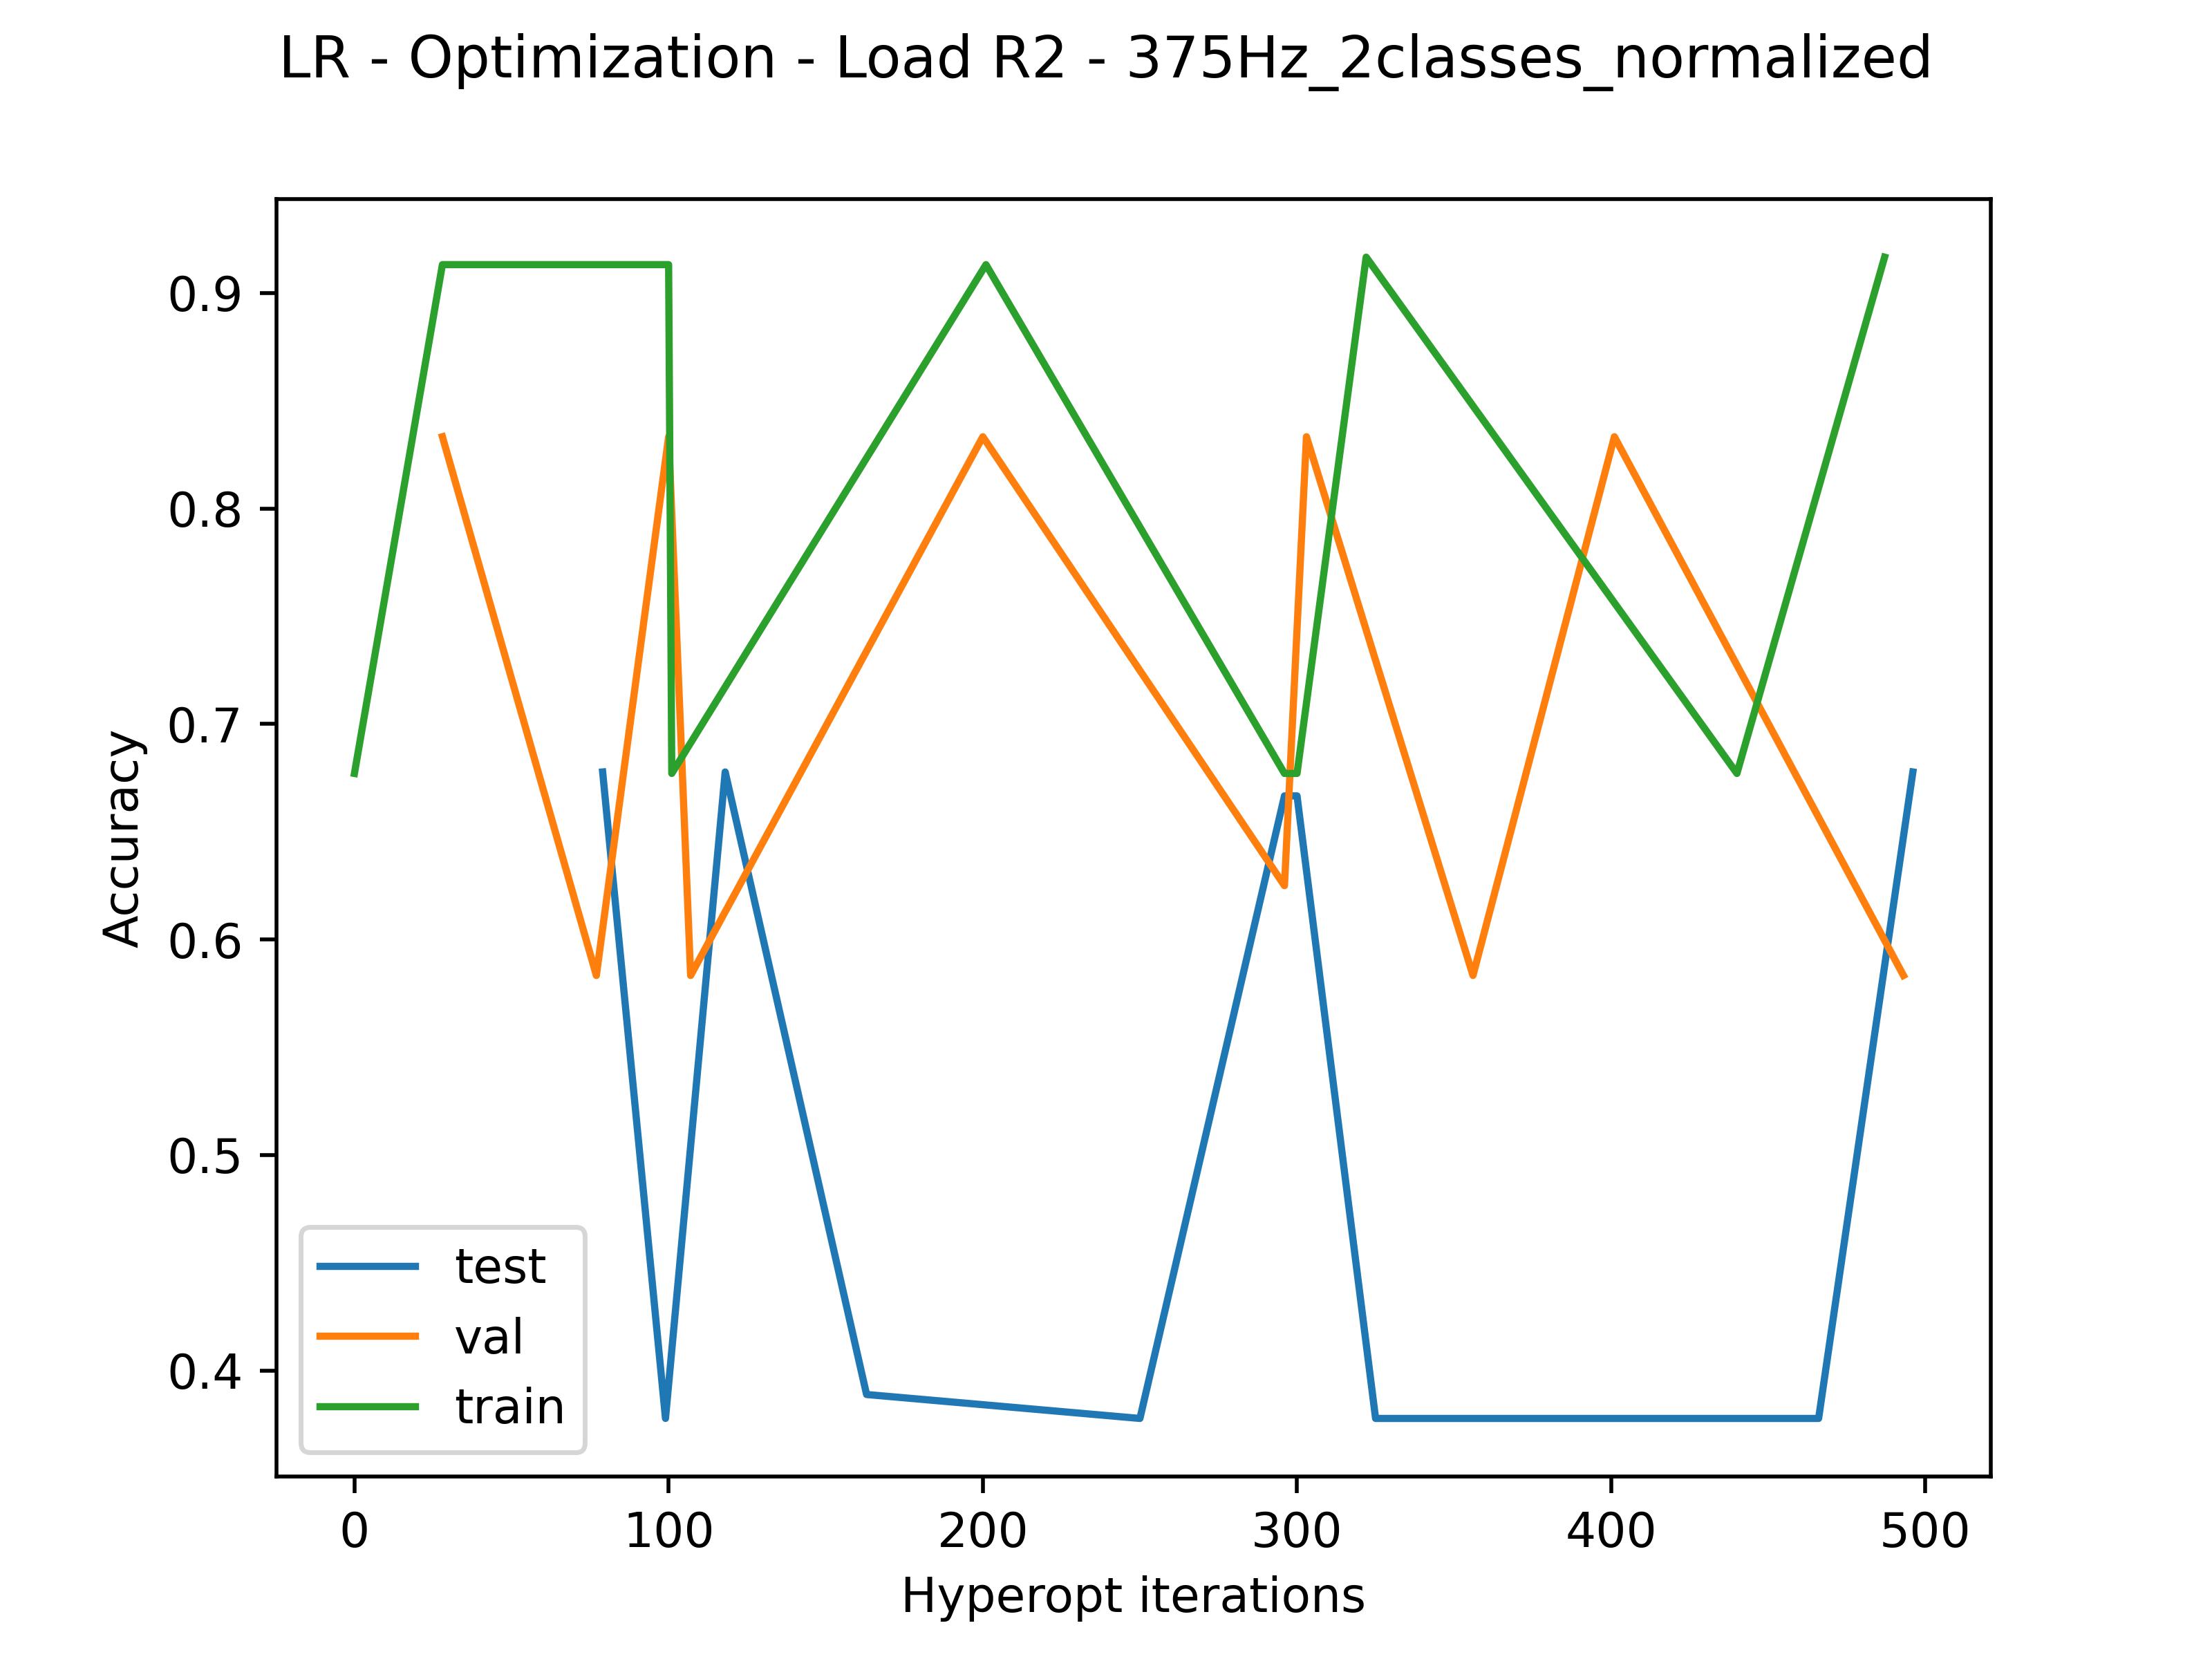 LR - Optimization - Load R2 - 375Hz_2classes_normalized
0.9
0.8
0.7
0.6
0.5
0.4
Accuracy
test
val
train
0 100 200 300 400 500
Hyperopt iterations